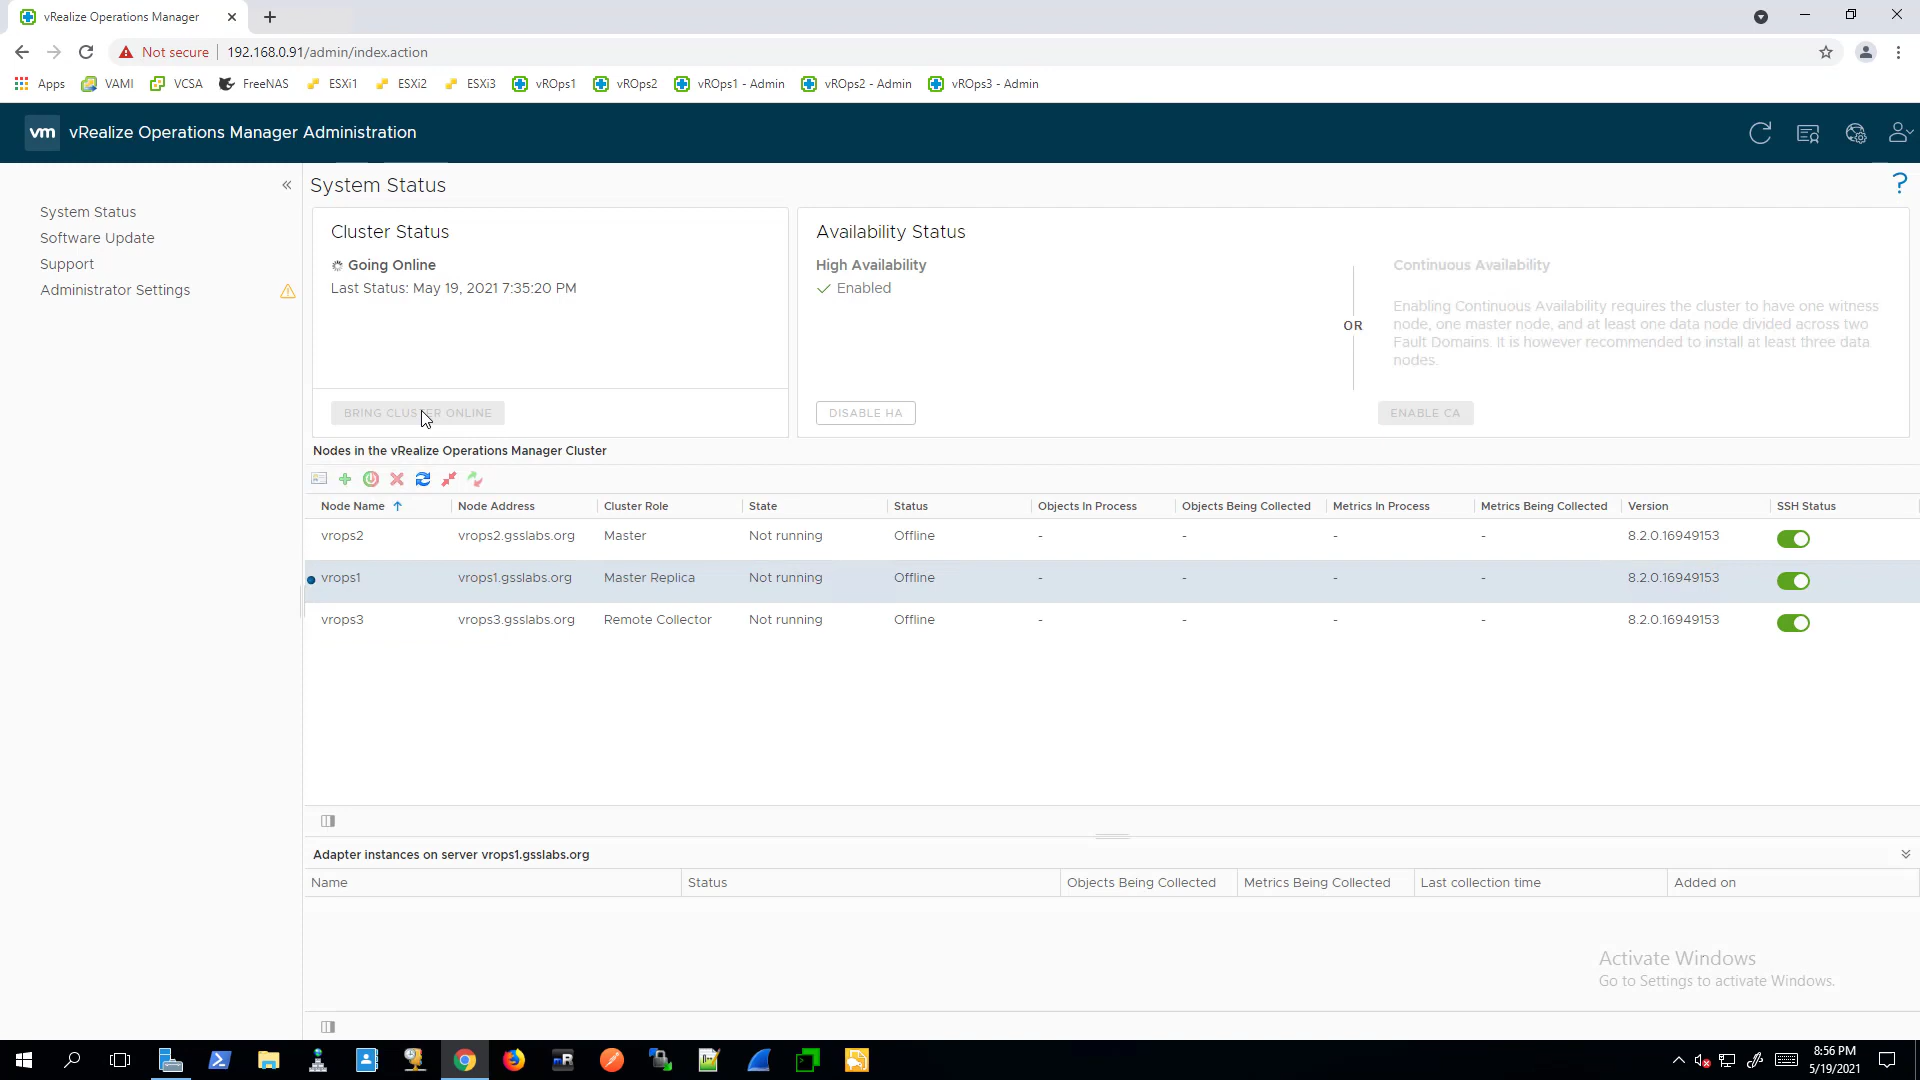 vRealize Operations Manager
Not secure
192.168.0.91/admin/index.action
Apps
VAMI
VCSA
FreeNAS
ESXi1
ESXi2
ESXi3
vROps1
vROps2
vROps1 - Admin
vROps2 - Admin
vROps3 - Admin
vm vRealize Operations Manager Administration
System Status
Software Update
Support
Administrator Settings
System Status
?
Cluster Status
Going Online
Last Status: May 19, 2021 7:35:20 PM
BRING CLUSTER ONLINE
Availability Status
High Availability
Enabled
DISABLE HA
OR
Continuous Availability
Enabling Continuous Availability requires the cluster to have one witness
node, one master node, and at least one data node divided across two
Fault Domains. It is however recommended to install at least three data
nodes.
ENABLE CA
Nodes in the vRealize Operations Manager Cluster
Node Name Node Address Cluster Role State Status Objects In Process Objects Being Collected Metrics In Process Metrics Being Collected Version SSH Status
vrops2 vrops2.gsslabs.org Master Not running Offline - - - - 8.2.0.16949153
vrops1 vrops1.gsslabs.org Master Replica Not running Offline - - - - 8.2.0.16949153
vrops3 vrops3.gsslabs.org Remote Collector Not running Offline - - - - 8.2.0.16949153
Adapter instances on server vrops1.gsslabs.org
Name Status Objects Being Collected Metrics Being Collected Last collection time Added on
Activate Windows
Go to Settings to activate Windows.
8:56 PM
5/19/2021